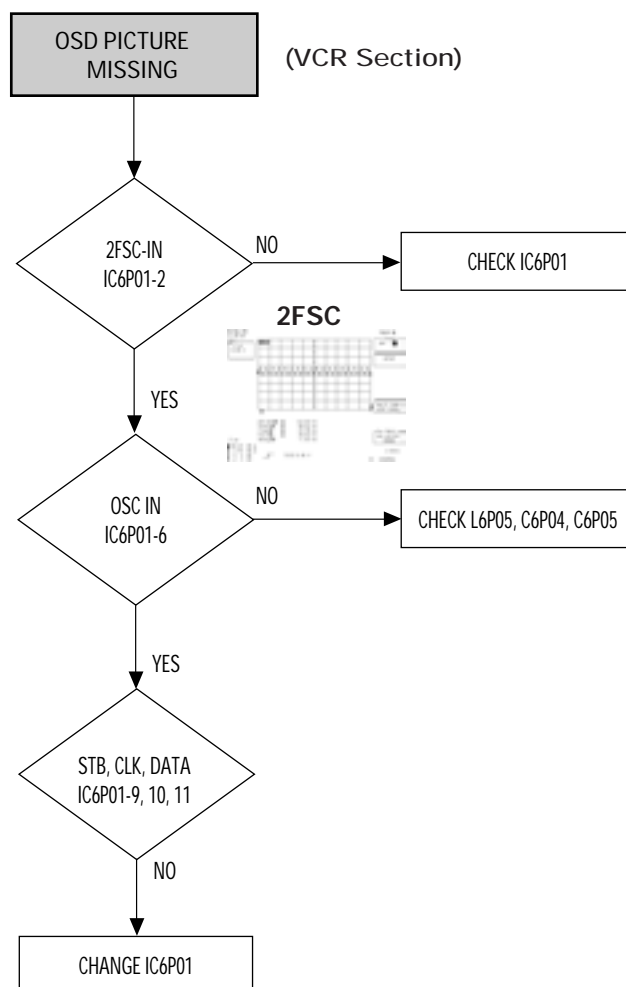 OSD PICTURE
MISSING
(VCR Section)
2FSC-IN
IC6P01-2
NO
CHECK IC6P01
2FSC
YES
OSC IN
IC6P01-6
NO
CHECK L6P05, C6P04, C6P05
YES
STB, CLK, DATA
IC6P01-9, 10, 11
NO
CHANGE IC6P01